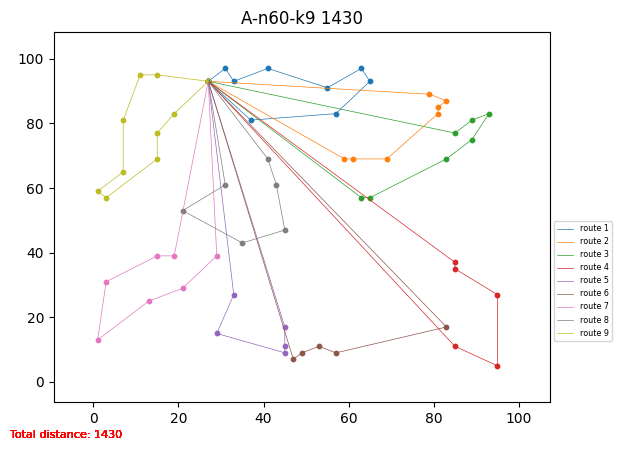 A-n60-k9 1430
100
80
60
40
20
0
0 20 40 60 80 100
route 1
route 2
route 3
route 4
route 5
route 6
route 7
route 8
route 9
Total distance: 1430